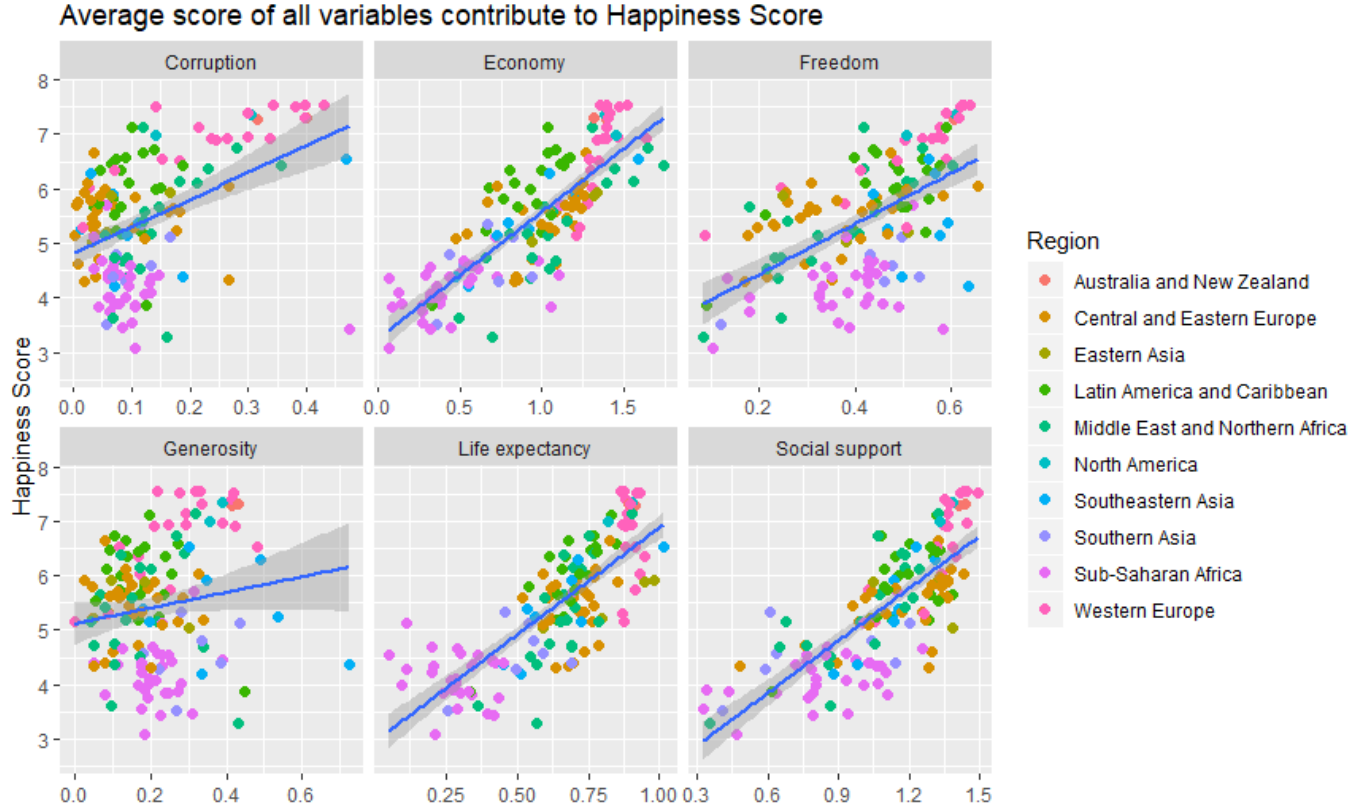 Average score of all variables contribute to Happiness Score
Corruption
Economy
Freedom
8
7
6
5
4
3
0.0 0.1 0.2 0.3 0.4
0.0 0.5 1.0 1.5
0.2 0.4 0.6
Generosity
Life expectancy
Social support
8
7
6
5
4
3
0.0 0.2 0.4 0.6
0.25 0.50 0.75 1.00
0.3 0.6 0.9 1.2 1.5
Happiness Score
Region
Australia and New Zealand
Central and Eastern Europe
Eastern Asia
Latin America and Caribbean
Middle East and Northern Africa
North America
Southeastern Asia
Southern Asia
Sub-Saharan Africa
Western Europe